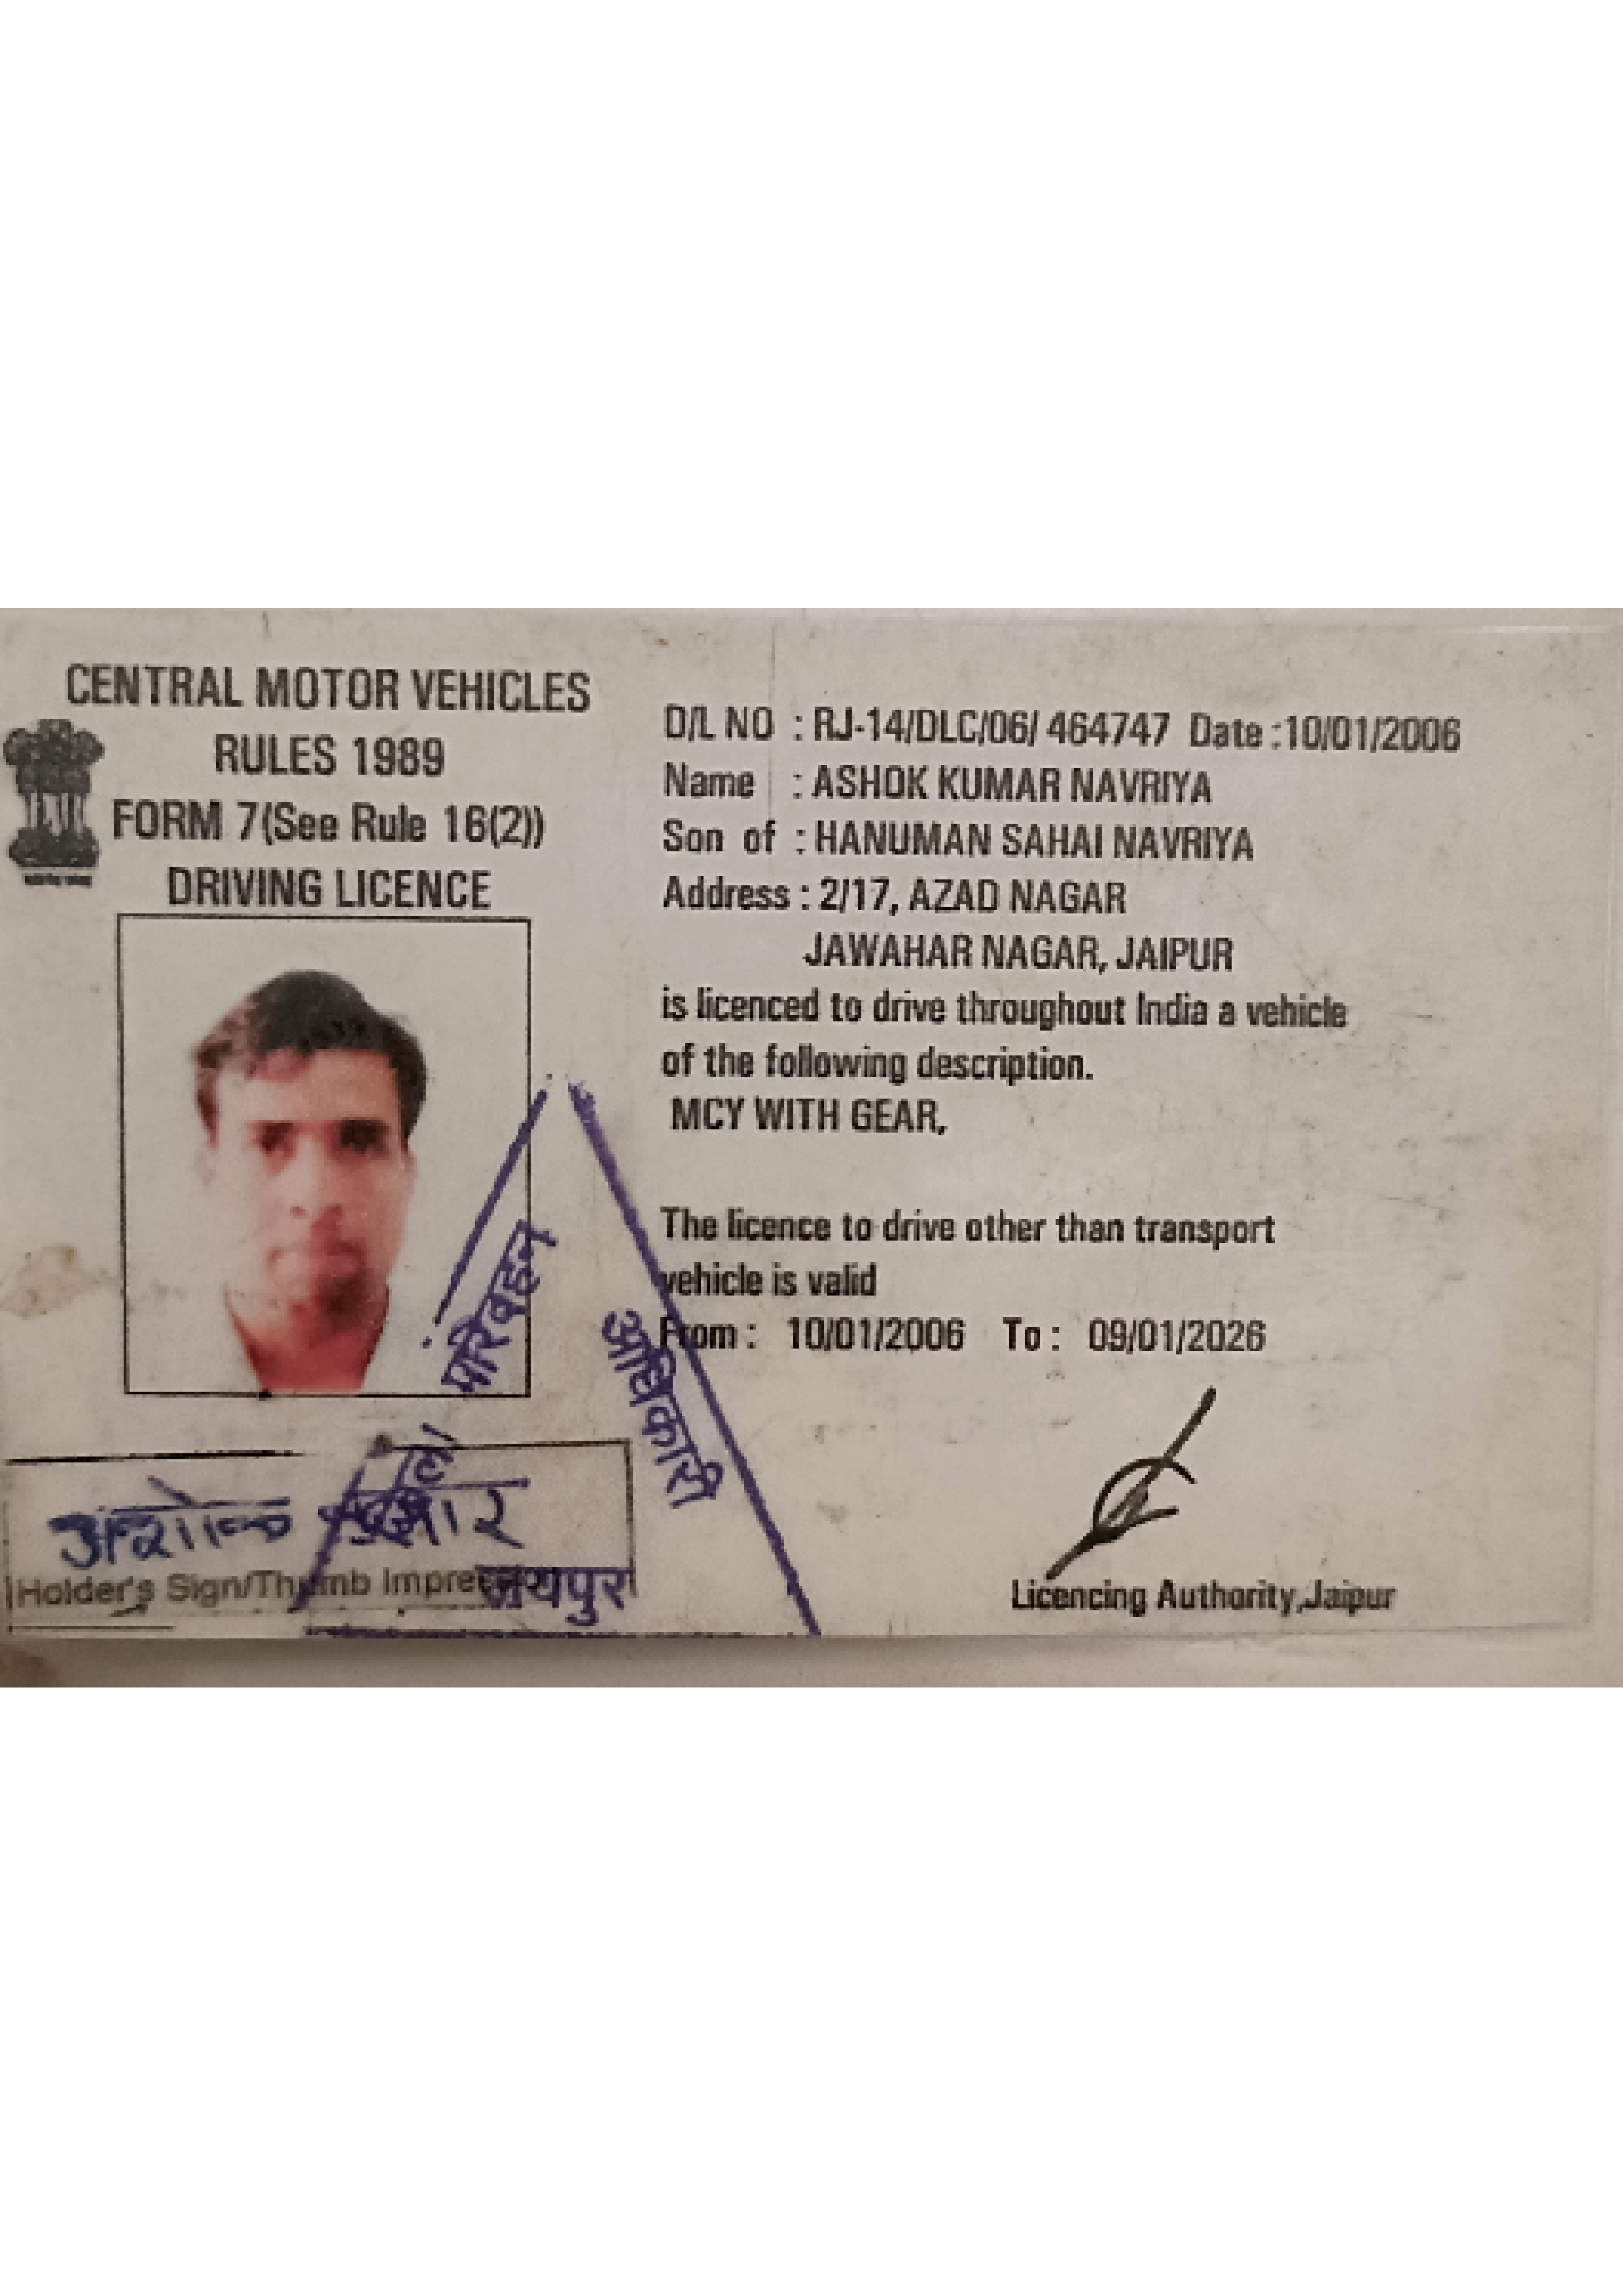 CENTRAL MOTOR VEHICLES
RULES 1989
FORM 7(See Rule 16(2))
DRIVING LICENCE
D/L NO : RJ-14/DLC/06/ 464747 Date :10/01/2006
Name : ASHOK KUMAR NAVRIYA
Son of : HANUMAN SAHAI NAVRIYA
Address : 2/17, AZAD NAGAR
JAWAHAR NAGAR, JAIPUR
is licenced to drive throughout India a vehicle
of the following description.
MCY WITH GEAR,
The licence to drive other than transport
vehicle is valid
From : 10/01/2006 To : 09/01/2026
परिवहन
अधिकारी
जयपुर
अशोक कुमार
Holder's Sign/Thumb Impre
Licencing Authority,Jaipur